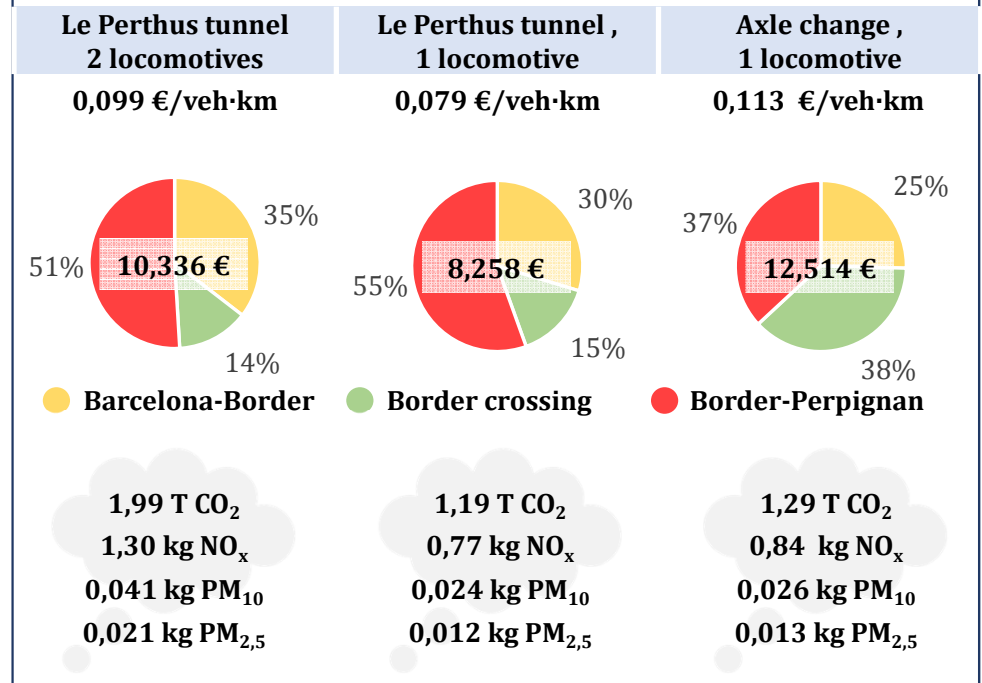 Le Perthus tunnel
2 locomotives
Le Perthus tunnel ,
1 locomotive
Axle change ,
1 locomotive
0,099 €/veh·km
0,079 €/veh·km
0,113 €/veh·km
35%
51%
10,336 €
14%
30%
55%
8,258 €
15%
25%
37%
12,514 €
38%
Barcelona-Border
Border crossing
Border-Perpignan
1,99 T CO₂
1,30 kg NOₓ
0,041 kg PM₁₀
0,021 kg PM₂,₅
1,19 T CO₂
0,77 kg NOₓ
0,024 kg PM₁₀
0,012 kg PM₂,₅
1,29 T CO₂
0,84 kg NOₓ
0,026 kg PM₁₀
0,013 kg PM₂,₅